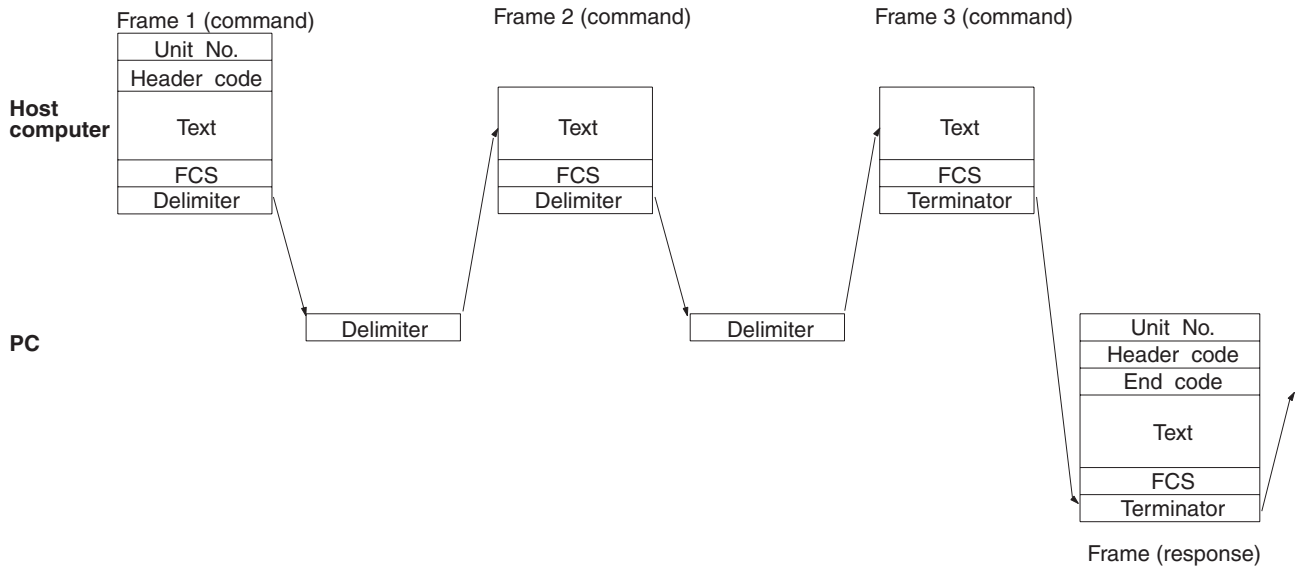 Frame 1 (command)
Frame 2 (command)
Frame 3 (command)
Unit No.
Header code
Host
computer
Text
FCS
Delimiter
Text
FCS
Delimiter
Text
FCS
Terminator
PC
Delimiter
Delimiter
Unit No.
Header code
End code
Text
FCS
Terminator
Frame (response)